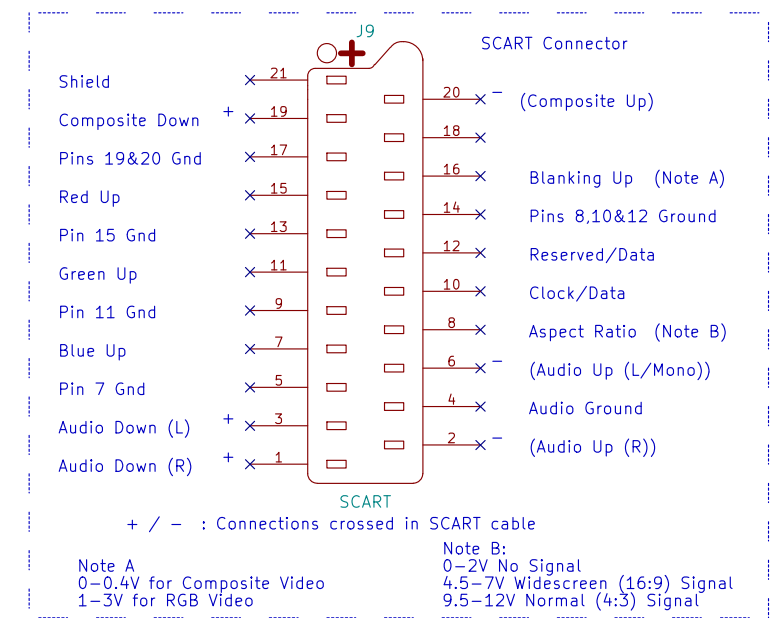 J9
SCART Connector
Shield 21
20 − (Composite Up)
Composite Down + 19
18
Pins 19&20 Gnd 17
16 Blanking Up (Note A)
Red Up 15
14 Pins 8,10&12 Ground
Pin 15 Gnd 13
12 Reserved/Data
Green Up 11
10 Clock/Data
Pin 11 Gnd 9
8 Aspect Ratio (Note B)
Blue Up 7
6 − (Audio Up (L/Mono))
Pin 7 Gnd 5
4 Audio Ground
Audio Down (L) + 3
2 − (Audio Up (R))
Audio Down (R) + 1
SCART
+ / − : Connections crossed in SCART cable
Note A
0−0.4V for Composite Video
1−3V for RGB Video
Note B:
0−2V No Signal
4.5−7V Widescreen (16:9) Signal
9.5−12V Normal (4:3) Signal